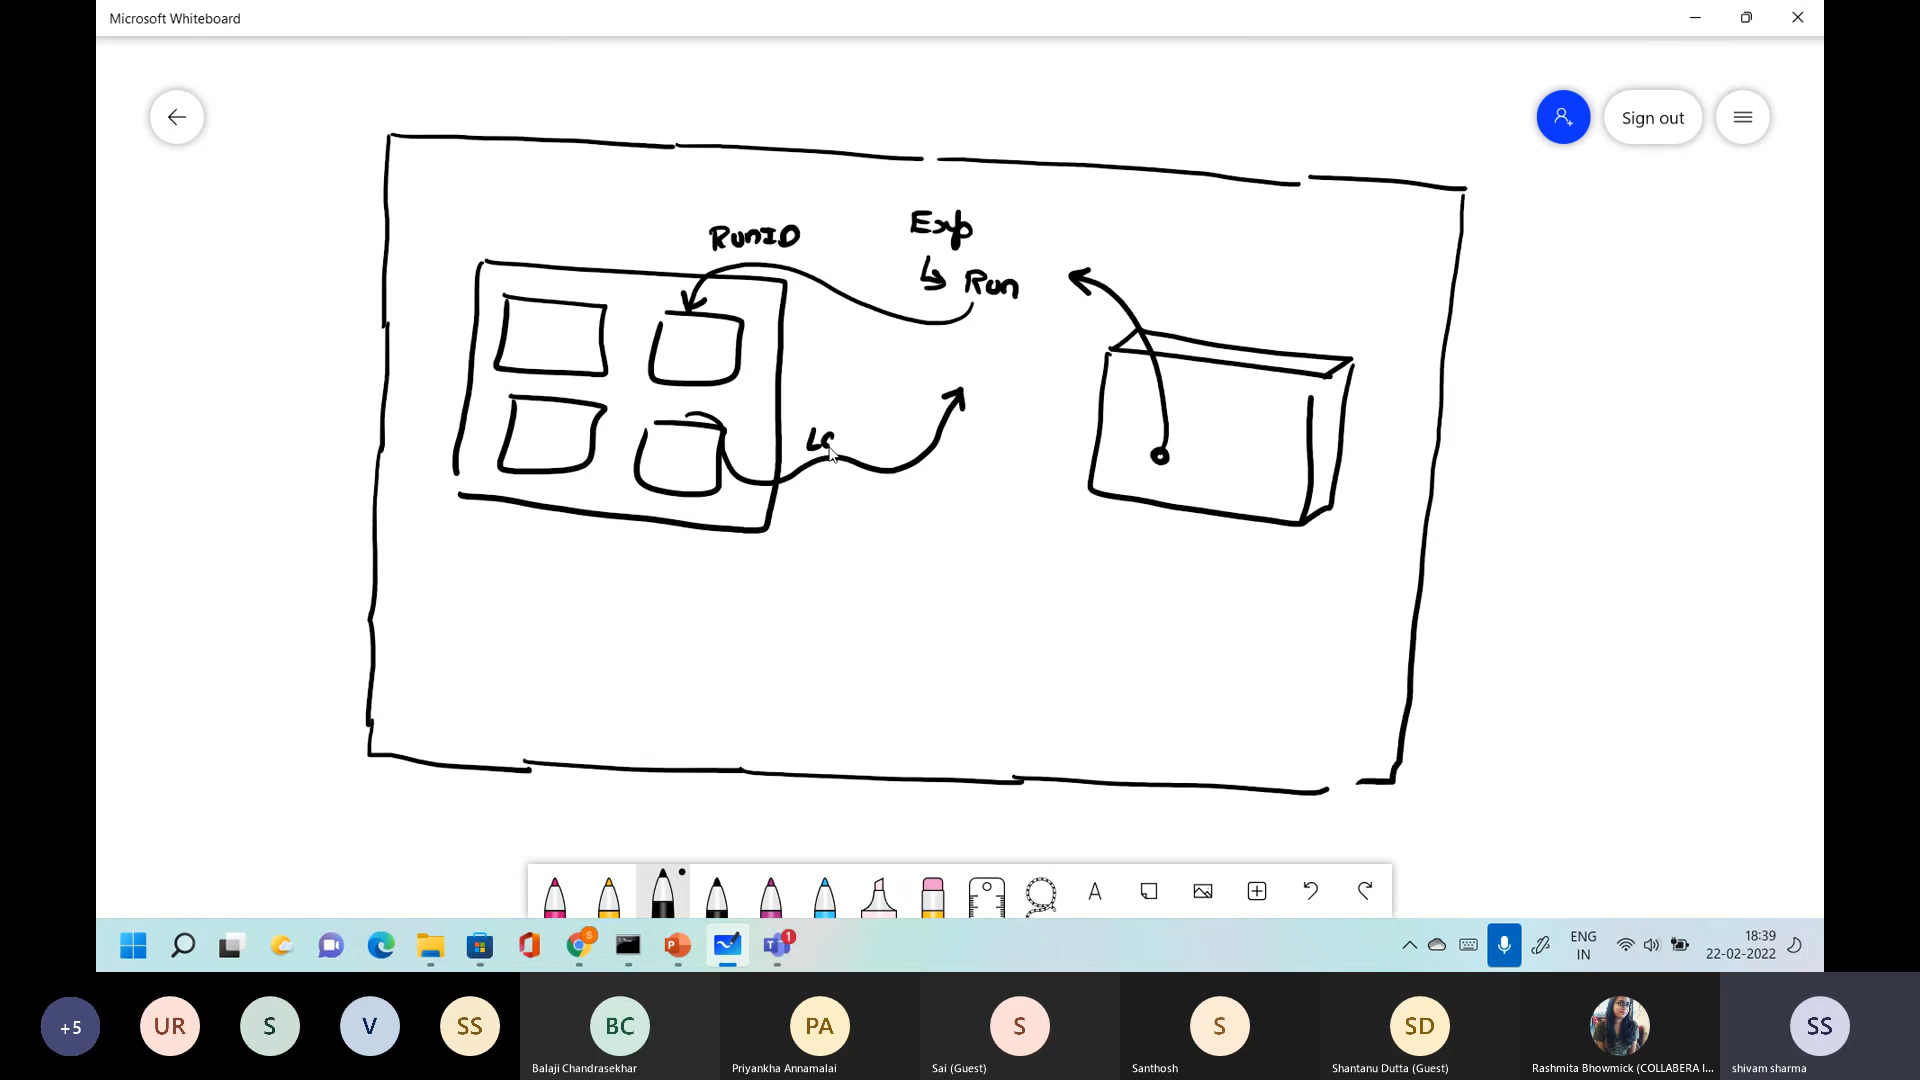 Microsoft Whiteboard
Sign out
RunID
Exp
Run
A
S
1
ENG
IN
18:39
22-02-2022
+5
UR
S
V
SS
BC
PA
S
S
SD
SS
Balaji Chandrasekhar
Priyankha Annamalai
Sai (Guest)
Santhosh
Shantanu Dutta (Guest)
Rashmita Bhowmick (COLLABERA I...
shivam sharma